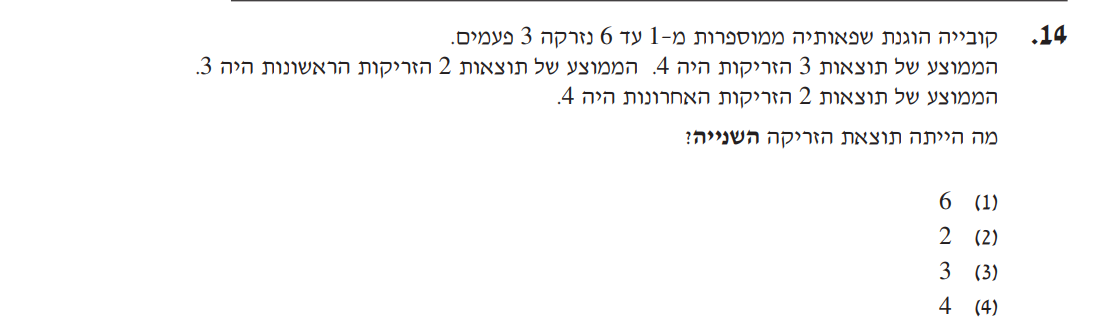 14. קובייה הוגנת שפאותיה ממוספרות מ-1 עד 6 נזרקה 3 פעמים.
הממוצע של תוצאות 3 הזריקות היה 4. הממוצע של תוצאות 2 הזריקות הראשונות היה 3.
הממוצע של תוצאות 2 הזריקות האחרונות היה 4.
מה הייתה תוצאת הזריקה השנייה?
(1) 6
(2) 2
(3) 3
(4) 4